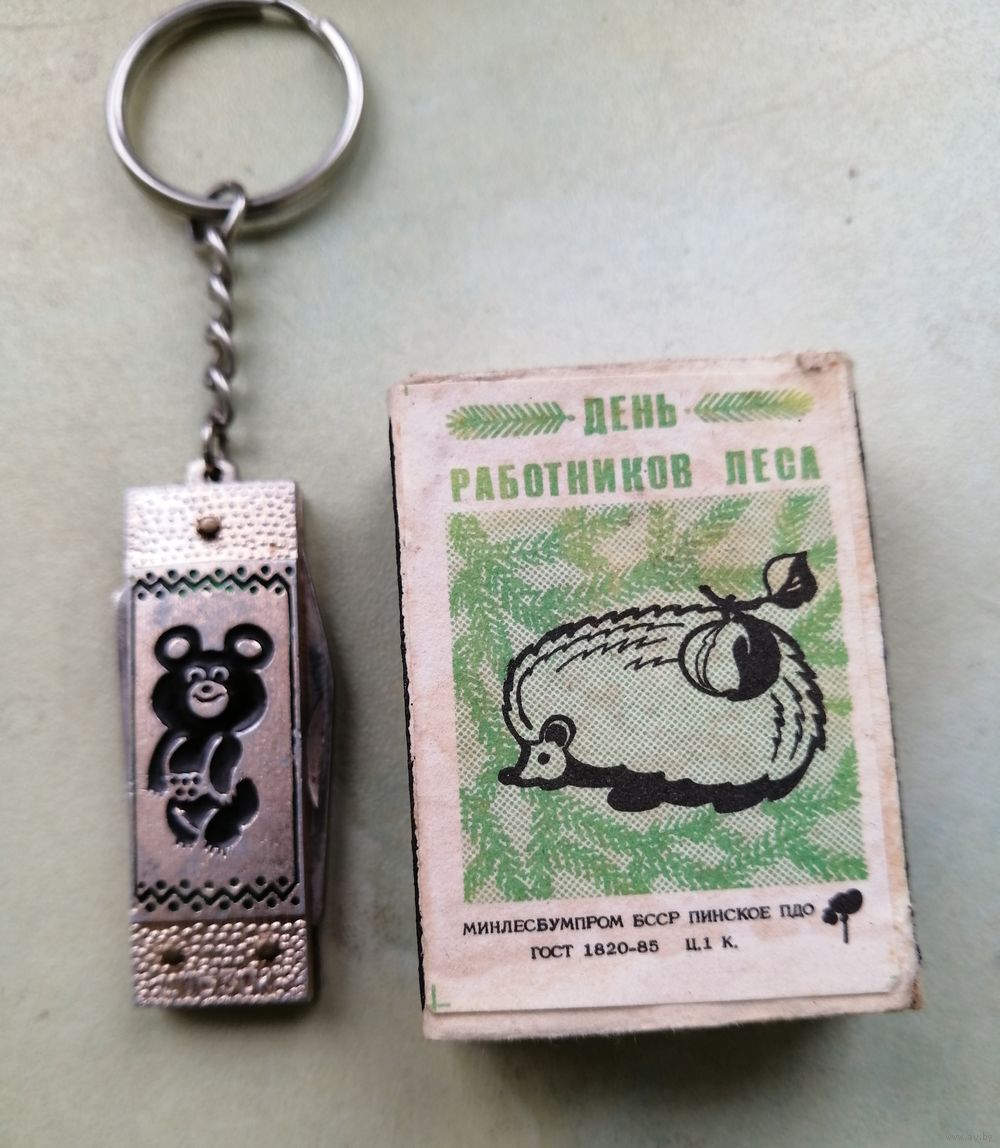 ДЕНЬ
РАБОТНИКОВ ЛЕСА
МИНЛЕСБУМПРОМ БССР ПИНСКОЕ ПДО
ГОСТ 1820-85 Ц.1 К.